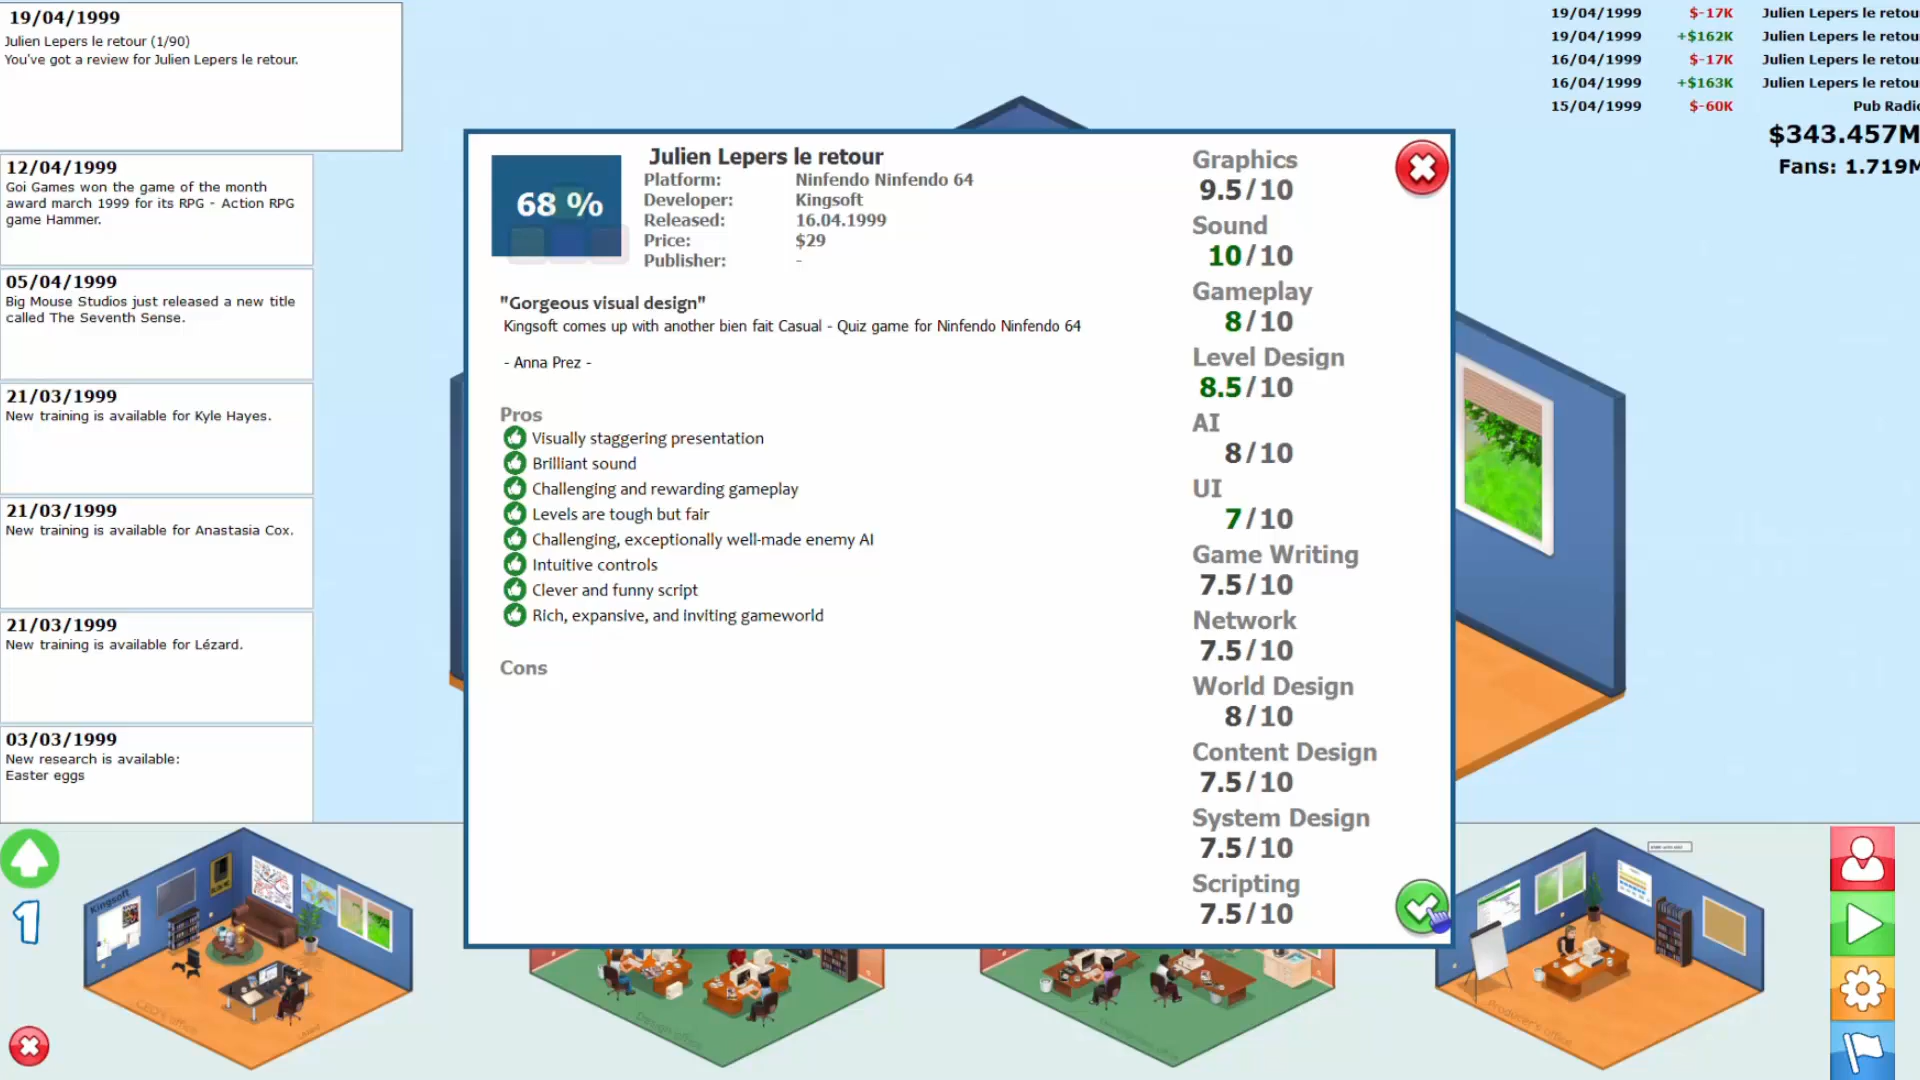 19/04/1999
Julien Lepers le retour (1/90)
You've got a review for Julien Lepers le retour.
12/04/1999
Goi Games won the game of the month
award march 1999 for its RPG - Action RPG
game Hammer.
05/04/1999
Big Mouse Studios just released a new title
called The Seventh Sense.
21/03/1999
New training is available for Kyle Hayes.
21/03/1999
New training is available for Anastasia Cox.
21/03/1999
New training is available for Lézard.
03/03/1999
New research is available:
Easter eggs
1
68 %
Julien Lepers le retour
Platform: Ninfendo Ninfendo 64
Developer: Kingsoft
Released: 16.04.1999
Price: $29
Publisher: -
"Gorgeous visual design"
Kingsoft comes up with another bien fait Casual - Quiz game for Ninfendo Ninfendo 64
- Anna Prez -
Pros
Visually staggering presentation
Brilliant sound
Challenging and rewarding gameplay
Levels are tough but fair
Challenging, exceptionally well-made enemy AI
Intuitive controls
Clever and funny script
Rich, expansive, and inviting gameworld
Cons
Graphics
9.5/10
Sound
10/10
Gameplay
8/10
Level Design
8.5/10
AI
8/10
UI
7/10
Game Writing
7.5/10
Network
7.5/10
World Design
8/10
Content Design
7.5/10
System Design
7.5/10
Scripting
7.5/10
19/04/1999 $-17K Julien Lepers le retou
19/04/1999 +$162K Julien Lepers le retou
16/04/1999 $-17K Julien Lepers le retou
16/04/1999 +$163K Julien Lepers le retou
15/04/1999 $-60K Pub Radio
$343.457M
Fans: 1.719M
Kingsoft
CEO's office
Design office
Producer's office